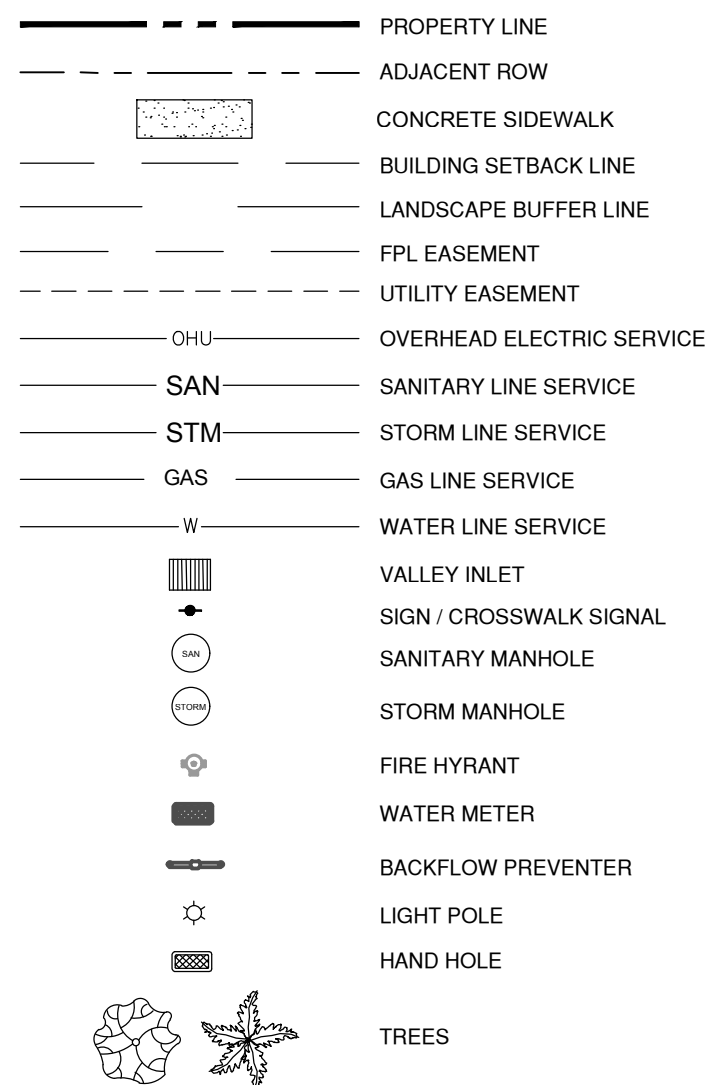 PROPERTY LINE
ADJACENT ROW
CONCRETE SIDEWALK
BUILDING SETBACK LINE
LANDSCAPE BUFFER LINE
FPL EASEMENT
UTILITY EASEMENT
OHU OVERHEAD ELECTRIC SERVICE
SAN SANITARY LINE SERVICE
STM STORM LINE SERVICE
GAS GAS LINE SERVICE
W WATER LINE SERVICE
VALLEY INLET
SIGN / CROSSWALK SIGNAL
SAN SANITARY MANHOLE
STORM STORM MANHOLE
FIRE HYRANT
WATER METER
BACKFLOW PREVENTER
LIGHT POLE
HAND HOLE
TREES